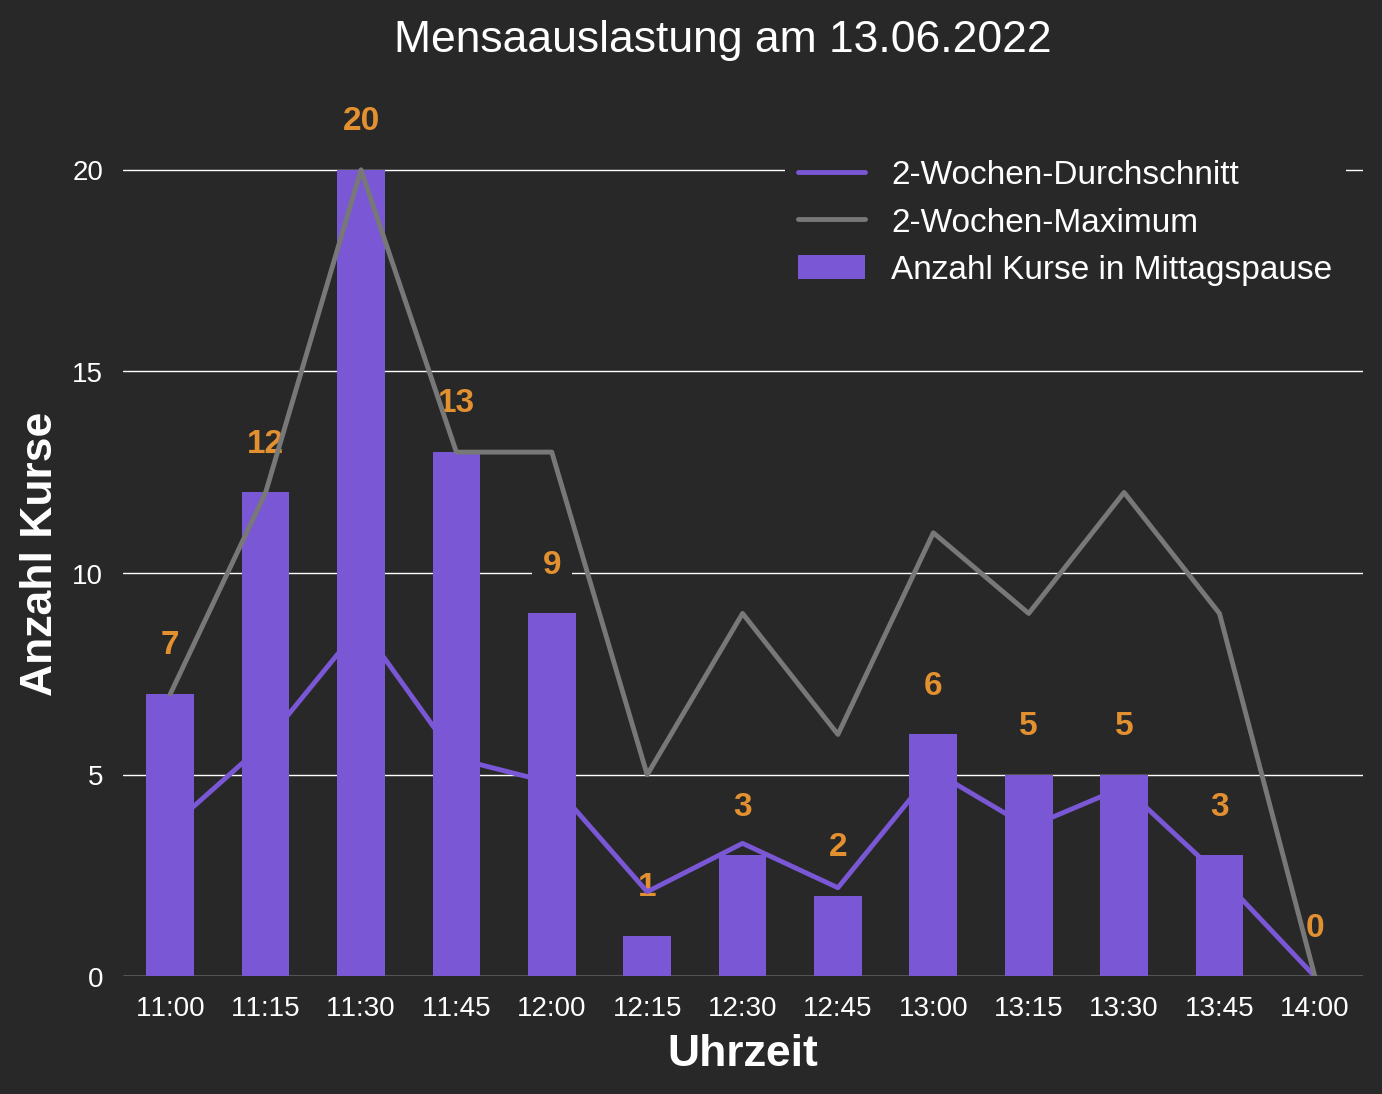 Mensaauslastung am 13.06.2022
2-Wochen-Durchschnitt
2-Wochen-Maximum
Anzahl Kurse in Mittagspause
Anzahl Kurse
20
15
10
5
0
7
12
20
13
9
1
3
2
6
5
5
3
0
11:00 11:15 11:30 11:45 12:00 12:15 12:30 12:45 13:00 13:15 13:30 13:45 14:00
Uhrzeit